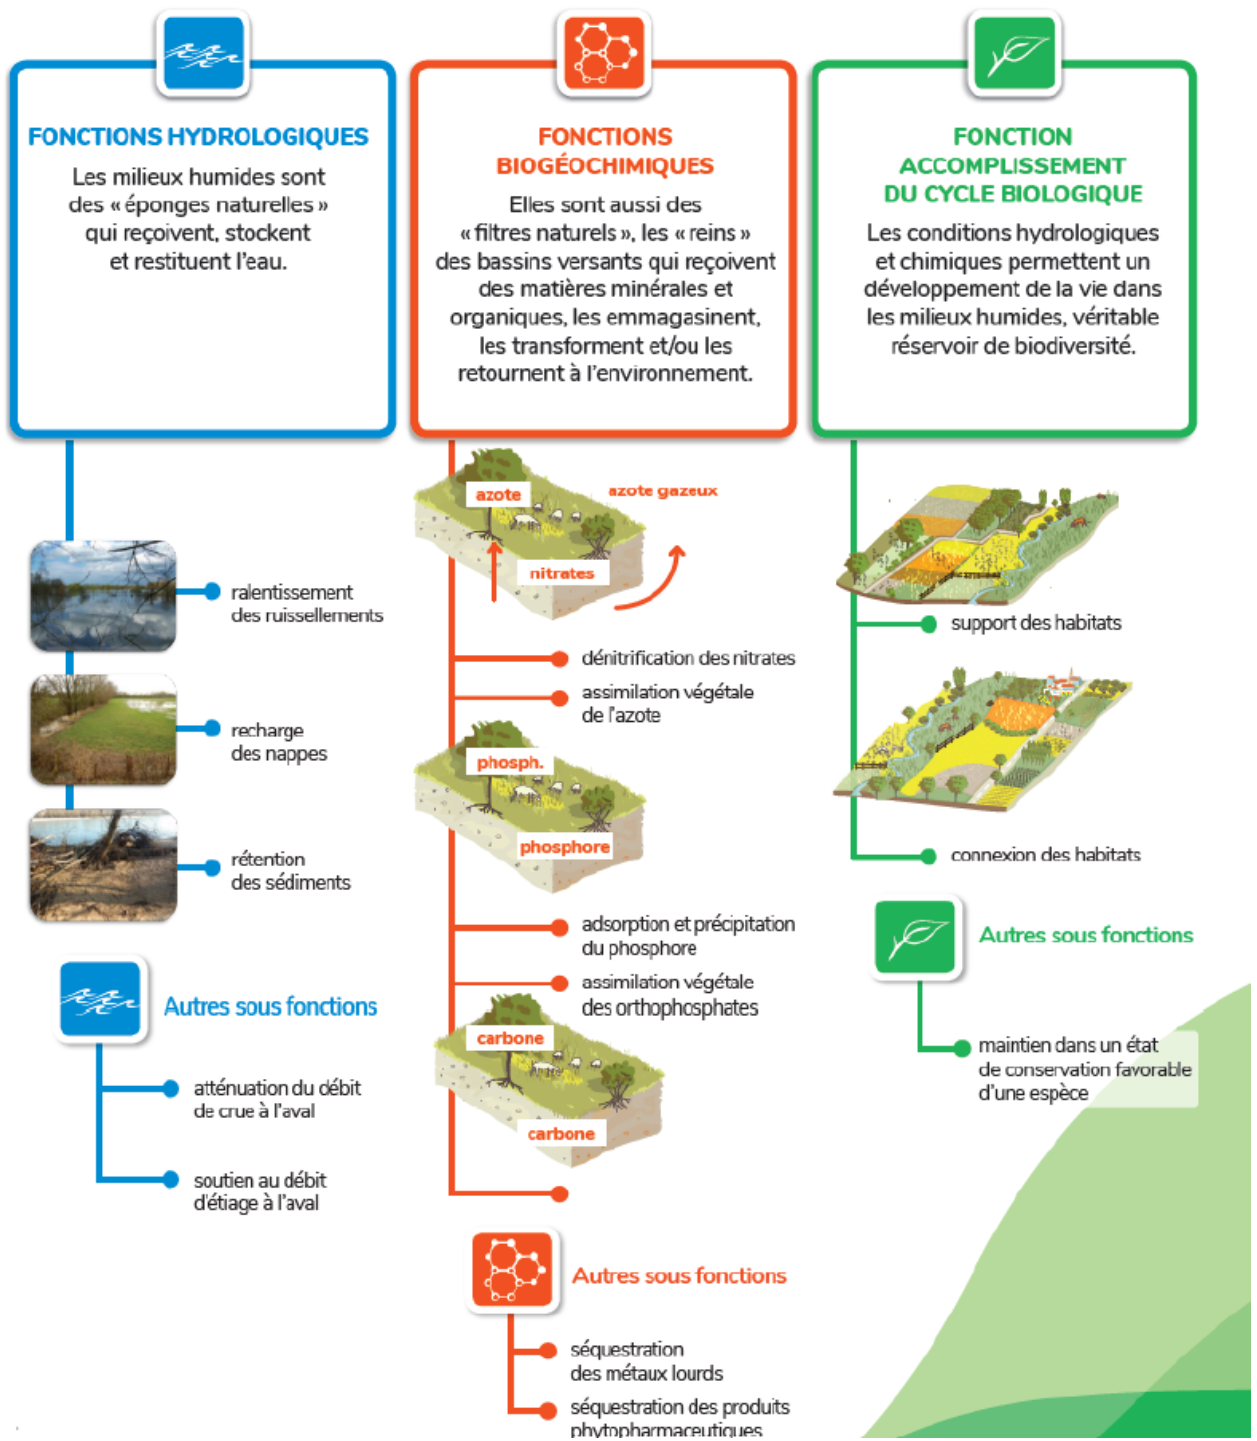 FONCTIONS HYDROLOGIQUES
Les milieux humides sont
des « éponges naturelles »
qui reçoivent, stockent
et restituent l’eau.
ralentissement
des ruissellements
recharge
des nappes
rétention
des sédiments
Autres sous fonctions
atténuation du débit
de crue à l’aval
soutien au débit
d’étiage à l’aval
FONCTIONS
BIOGÉOCHIMIQUES
Elles sont aussi des
« filtres naturels », les « reins »
des bassins versants qui reçoivent
des matières minérales et
organiques, les emmagasinent,
les transforment et/ou les
retournent à l’environnement.
azote
azote gazeux
nitrates
dénitrification des nitrates
assimilation végétale
de l’azote
phosph.
phosphore
adsorption et précipitation
du phosphore
assimilation végétale
des orthophosphates
carbone
carbone
Autres sous fonctions
séquestration
des métaux lourds
séquestration des produits
phytopharmaceutiques
FONCTION
ACCOMPLISSEMENT
DU CYCLE BIOLOGIQUE
Les conditions hydrologiques
et chimiques permettent un
développement de la vie dans
les milieux humides, véritable
réservoir de biodiversité.
support des habitats
connexion des habitats
Autres sous fonctions
maintien dans un état
de conservation favorable
d’une espèce